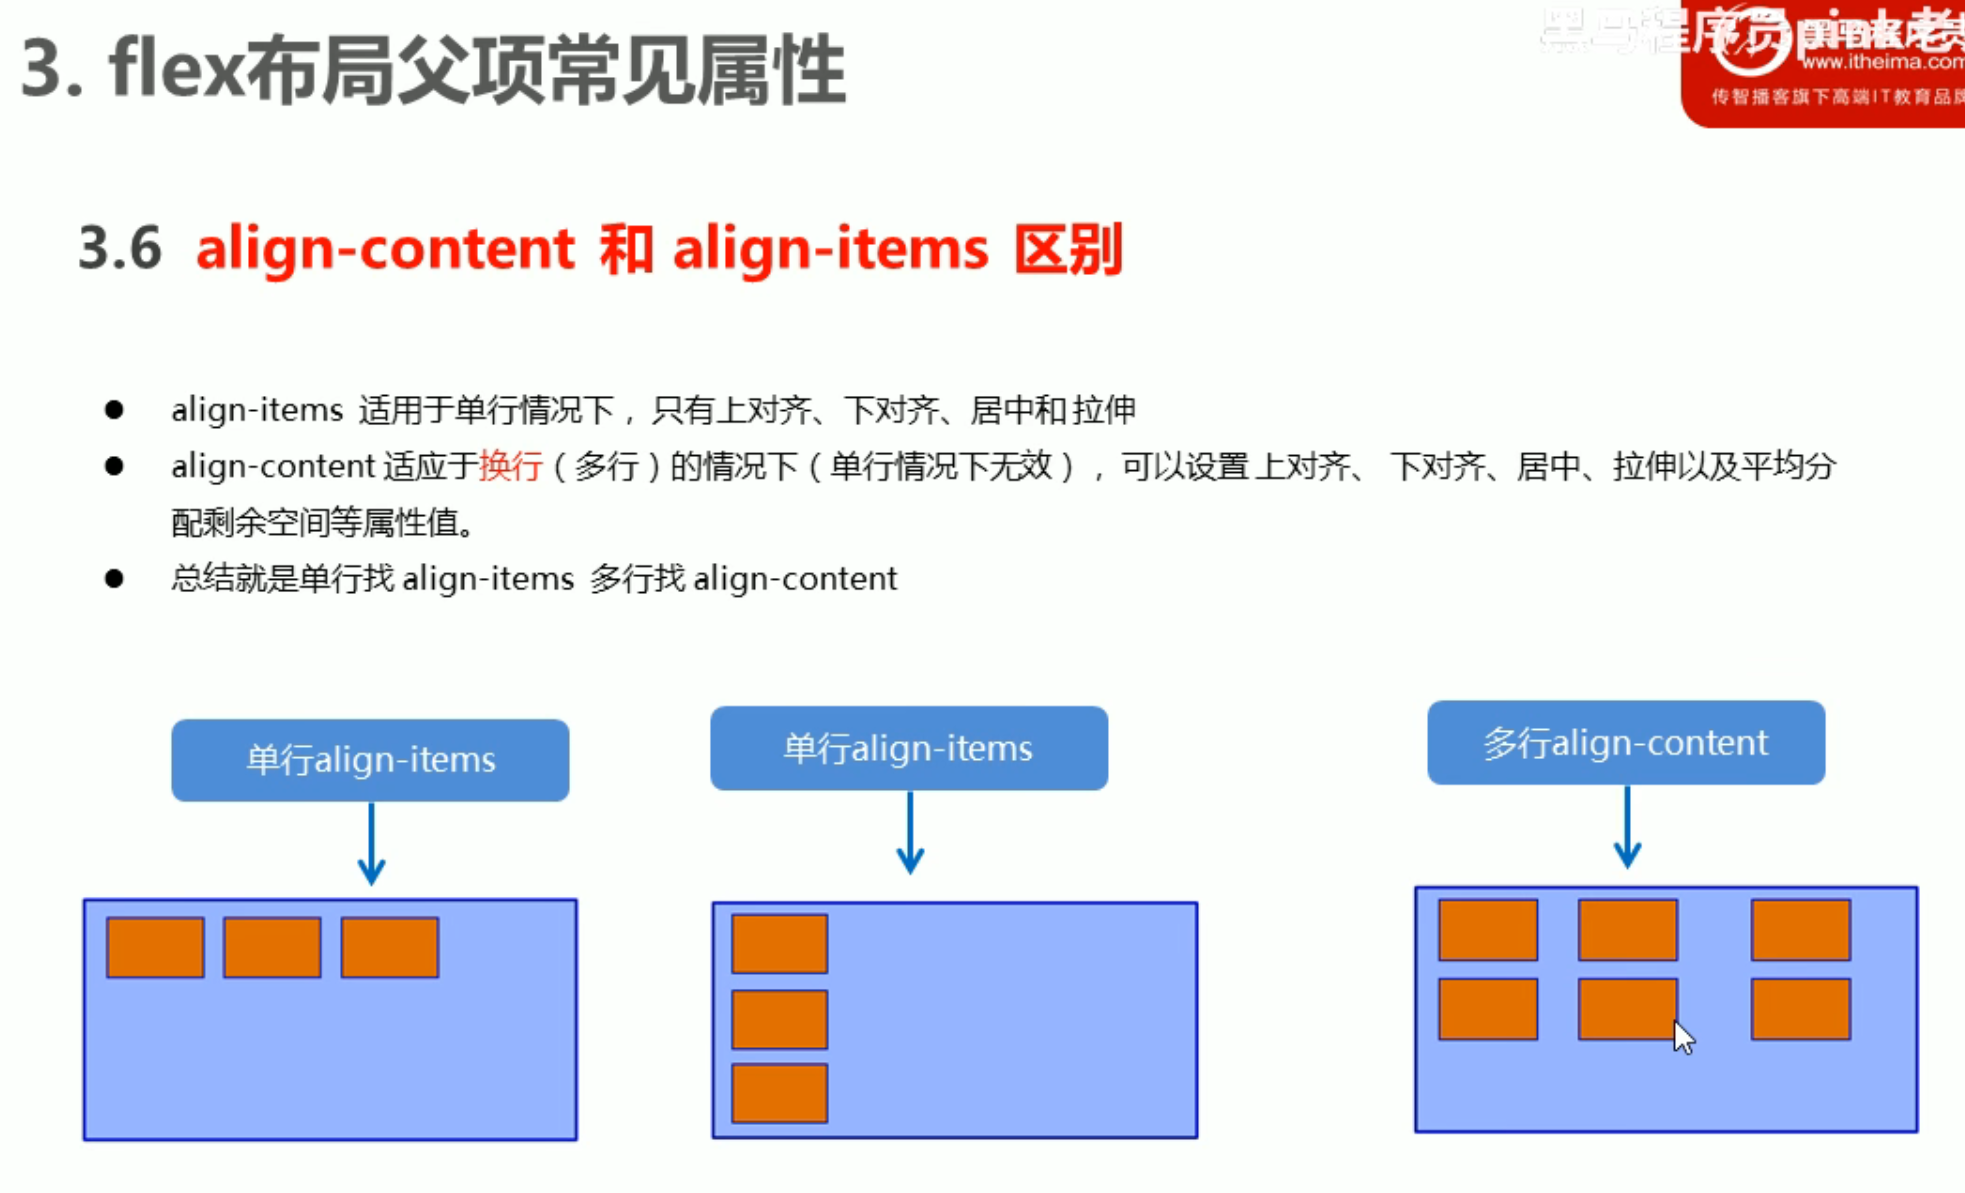 3. flex布局父项常见属性
黑马程序员pink老
www.itheima.com
传智播客旗下高端IT教育品牌
3.6 align-content 和 align-items 区别
● align-items 适用于单行情况下，只有上对齐、下对齐、居中和 拉伸
● align-content 适应于换行（多行）的情况下（单行情况下无效），可以设置 上对齐、 下对齐、居中、拉伸以及平均分
配剩余空间等属性值。
● 总结就是单行找 align-items 多行找 align-content
单行align-items
单行align-items
多行align-content